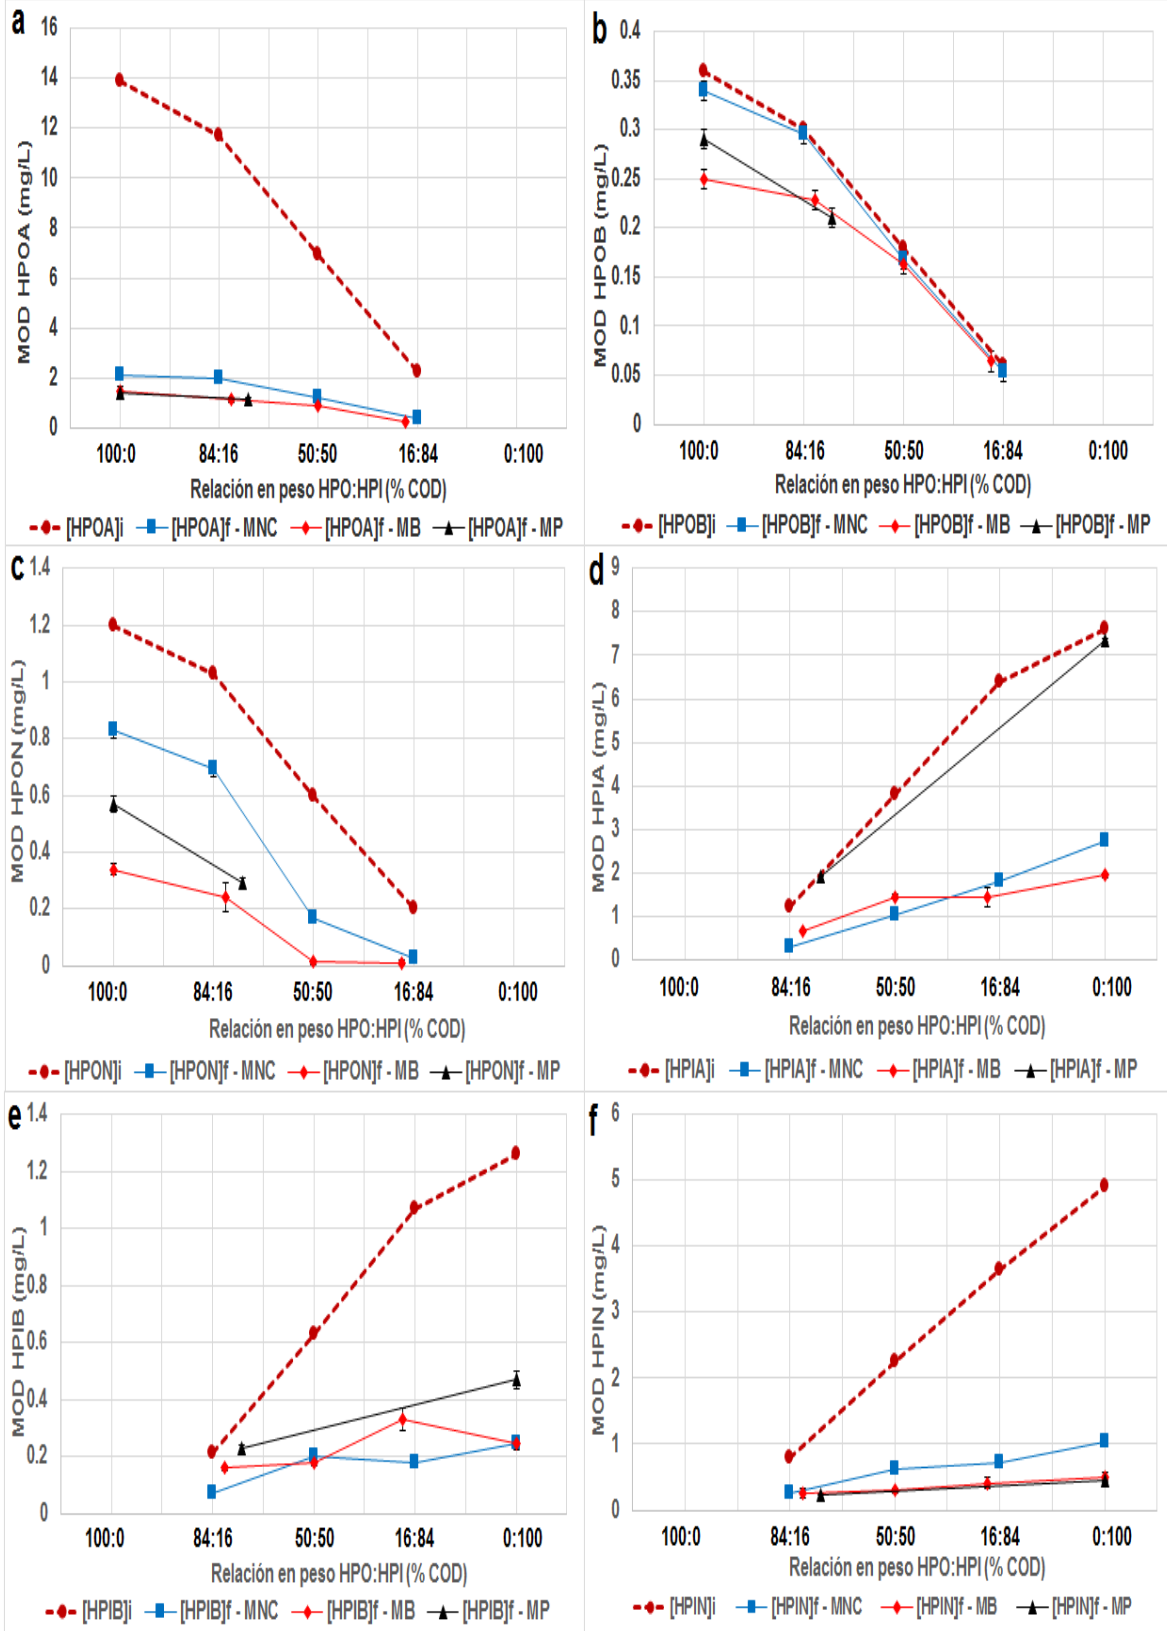 a
MOD HPOA (mg/L)
16
14
12
10
8
6
4
2
0
100:0 84:16 50:50 16:84 0:100
Relación en peso HPO:HPI (% COD)
[HPOA]i [HPOA]f - MNC [HPOA]f - MB [HPOA]f - MP
b
MOD HPOB (mg/L)
0.4
0.35
0.3
0.25
0.2
0.15
0.1
0.05
0
100:0 84:16 50:50 16:84 0:100
Relación en peso HPO:HPI (% COD)
[HPOB]i [HPOB]f - MNC [HPOB]f - MB [HPOB]f - MP
c
MOD HPON (mg/L)
1.4
1.2
1
0.8
0.6
0.4
0.2
0
100:0 84:16 50:50 16:84 0:100
Relación en peso HPO:HPI (% COD)
[HPON]i [HPON]f - MNC [HPON]f - MB [HPON]f - MP
d
MOD HPIA (mg/L)
9
8
7
6
5
4
3
2
1
0
100:0 84:16 50:50 16:84 0:100
Relación en peso HPO:HPI (% COD)
[HPIA]i [HPIA]f - MNC [HPIA]f - MB [HPIA]f - MP
e
MOD HPIB (mg/L)
1.4
1.2
1
0.8
0.6
0.4
0.2
0
100:0 84:16 50:50 16:84 0:100
Relación en peso HPO:HPI (% COD)
[HPIB]i [HPIB]f - MNC [HPIB]f - MB [HPIB]f - MP
f
MOD HPIN (mg/L)
6
5
4
3
2
1
0
100:0 84:16 50:50 16:84 0:100
Relación en peso HPO:HPI (% COD)
[HPIN]i [HPIN]f - MNC [HPIN]f - MB [HPIN]f - MP